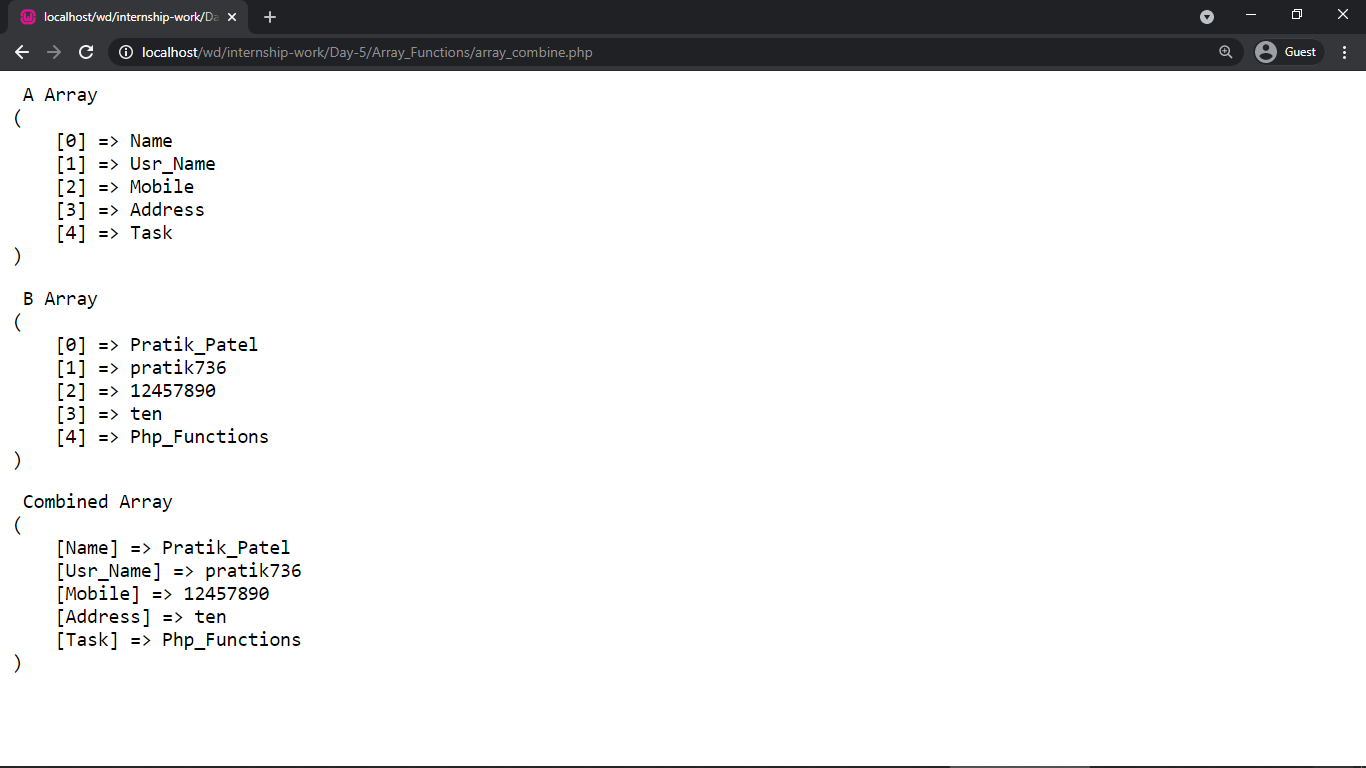 localhost/wd/internship-work/Da
localhost/wd/internship-work/Day-5/Array_Functions/array_combine.php
Guest
A Array
(
[0] => Name
[1] => Usr_Name
[2] => Mobile
[3] => Address
[4] => Task
)
B Array
(
[0] => Pratik_Patel
[1] => pratik736
[2] => 12457890
[3] => ten
[4] => Php_Functions
)
Combined Array
(
[Name] => Pratik_Patel
[Usr_Name] => pratik736
[Mobile] => 12457890
[Address] => ten
[Task] => Php_Functions
)